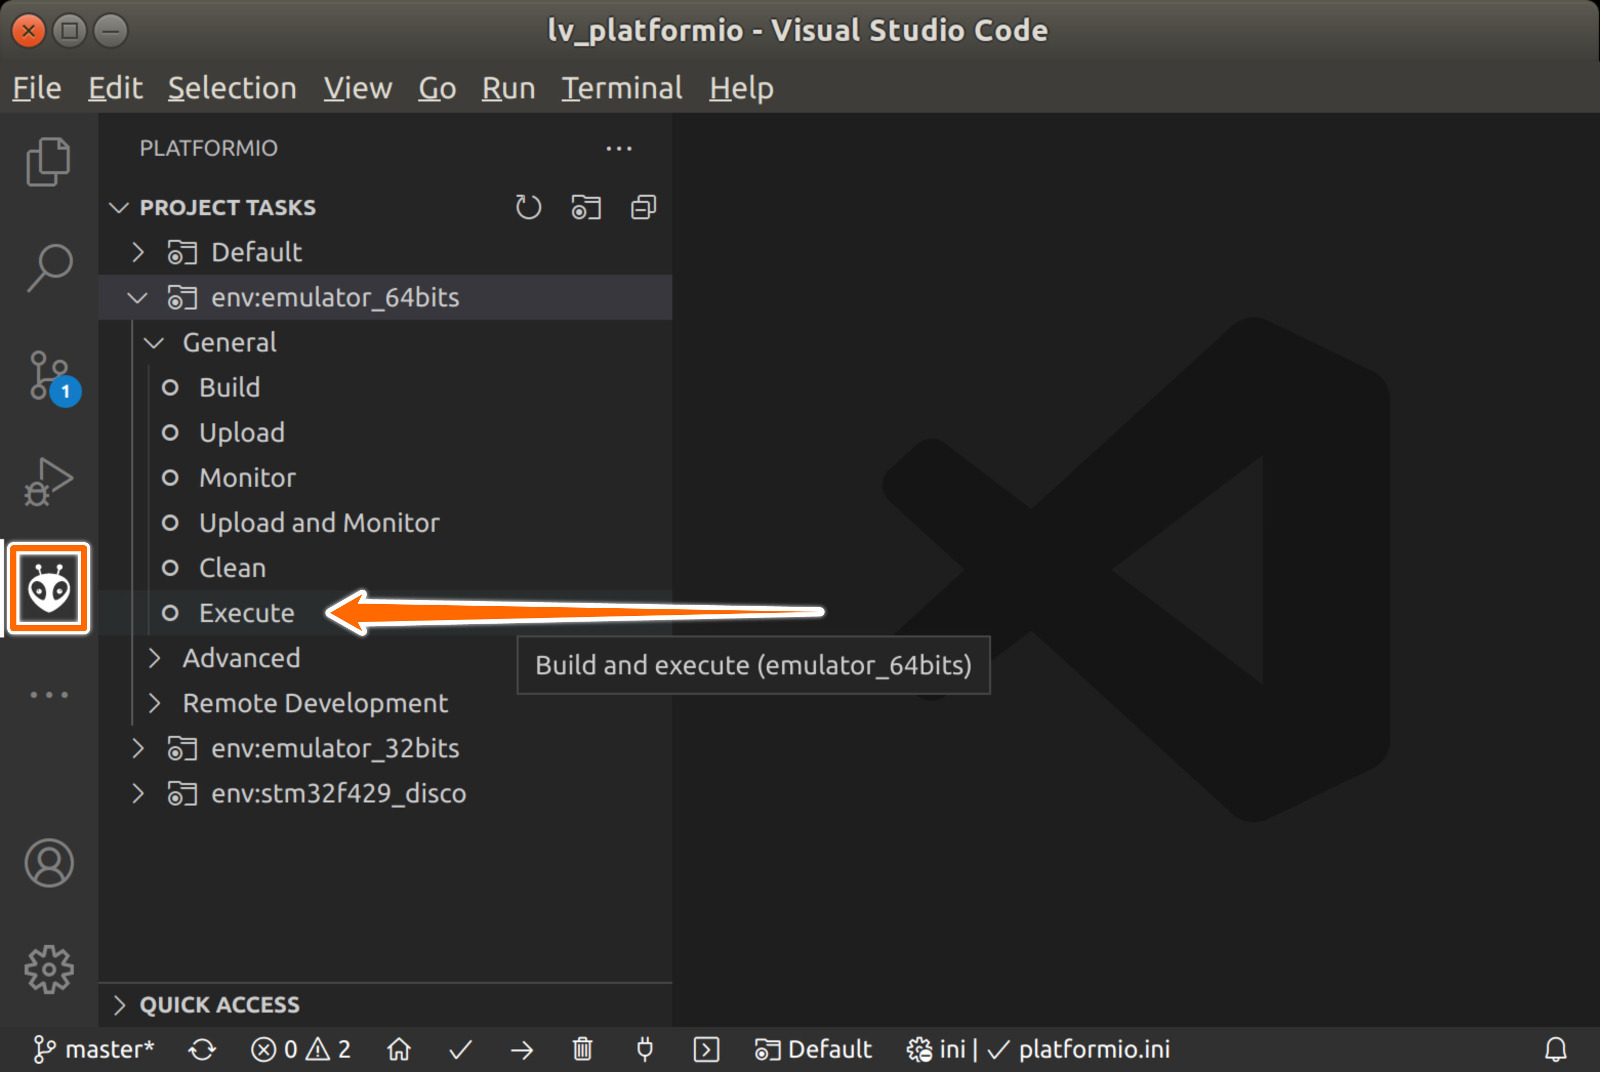 lv_platformio - Visual Studio Code
File Edit Selection View Go Run Terminal Help
PLATFORMIO
PROJECT TASKS
Default
env:emulator_64bits
General
Build
Upload
Monitor
Upload and Monitor
Clean
Execute
Build and execute (emulator_64bits)
Advanced
Remote Development
env:emulator_32bits
env:stm32f429_disco
1
QUICK ACCESS
master* 0 2 Default ini | platformio.ini